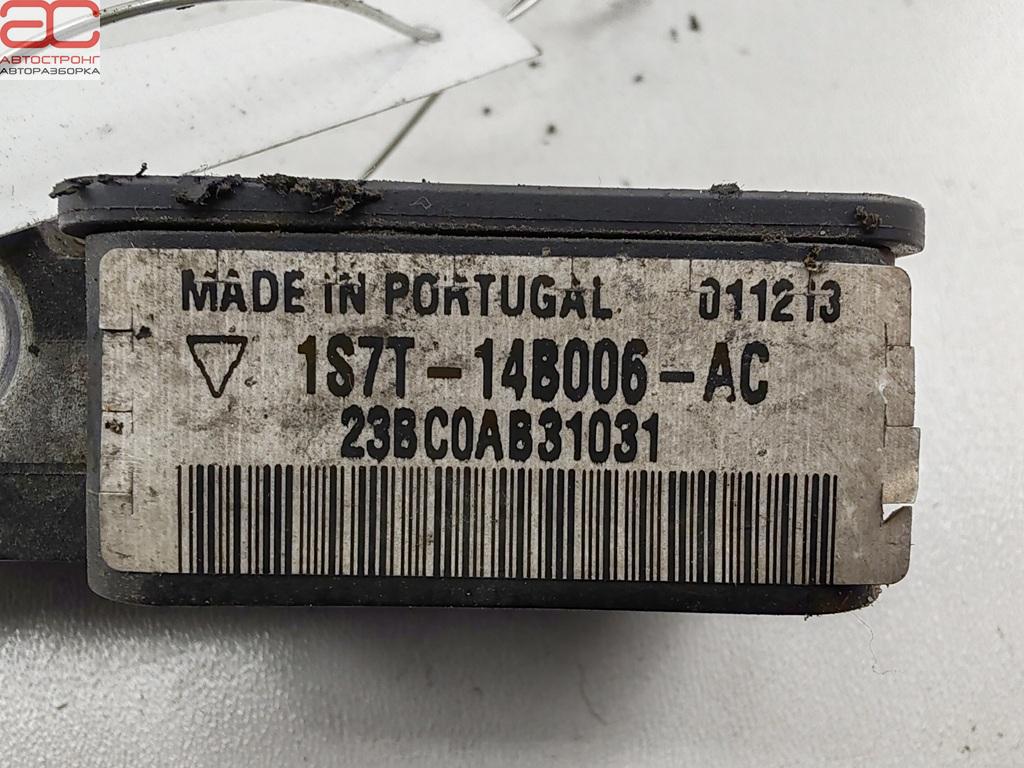 АС
АВТОСТРОНГ
АВТОРАЗБОРКА
MADE IN PORTUGAL 011213
1S7T-14B006-AC
23BC0AB31031